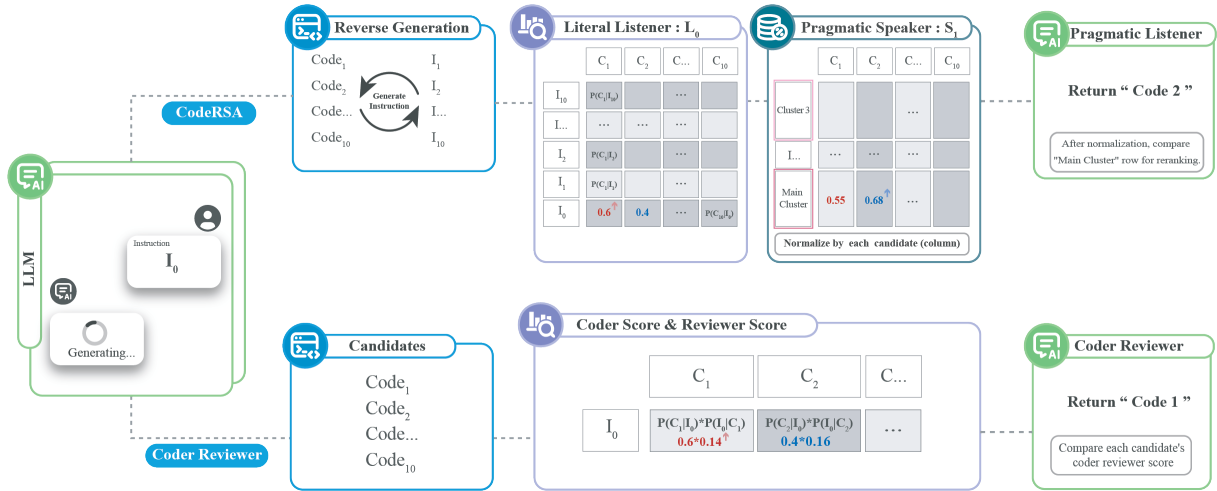 Reverse Generation
Code1
Code2
Code...
Code10
Generate
Instruction
I1
I2
I...
I10
Literal Listener : L0
C1 C2 C... C10
I10 P(C1|I10) ...
I... ... ... ...
I2 P(C1|I2) ...
I1 P(C1|I1)
I0 0.6 0.4 ... P(C10|I0)
Pragmatic Speaker : S1
C1 C2 C... C10
Cluster 3 ...
I... ... ... ...
Main
Cluster
0.55 0.68 ...
Normalize by each candidate (column)
AI
Pragmatic Listener
Return “ Code 2 ”
After normalization, compare
"Main Cluster" row for reranking.
CodeRSA
AI
LLM
Instruction
I0
AI
Generating...
Coder Reviewer
Candidates
Code1
Code2
Code...
Code10
Coder Score & Reviewer Score
C1 C2 C...
I0
P(C1|I0)*P(I0|C1)
0.6*0.14
P(C2|I0)*P(I0|C2)
0.4*0.16
...
AI
Coder Reviewer
Return “ Code 1 ”
Compare each candidate's
coder reviewer score